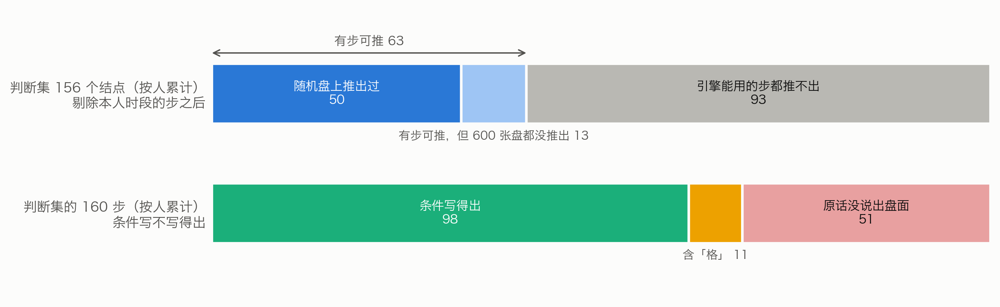 有步可推 63
判断集 156 个结点（按人累计）
剔除本人时段的步之后
随机盘上推出过
50
引擎能用的步都推不出
93
有步可推，但 600 张盘都没推出 13
判断集的 160 步（按人累计）
条件写不写得出
条件写得出
98
原话没说出盘面
51
含「格」 11